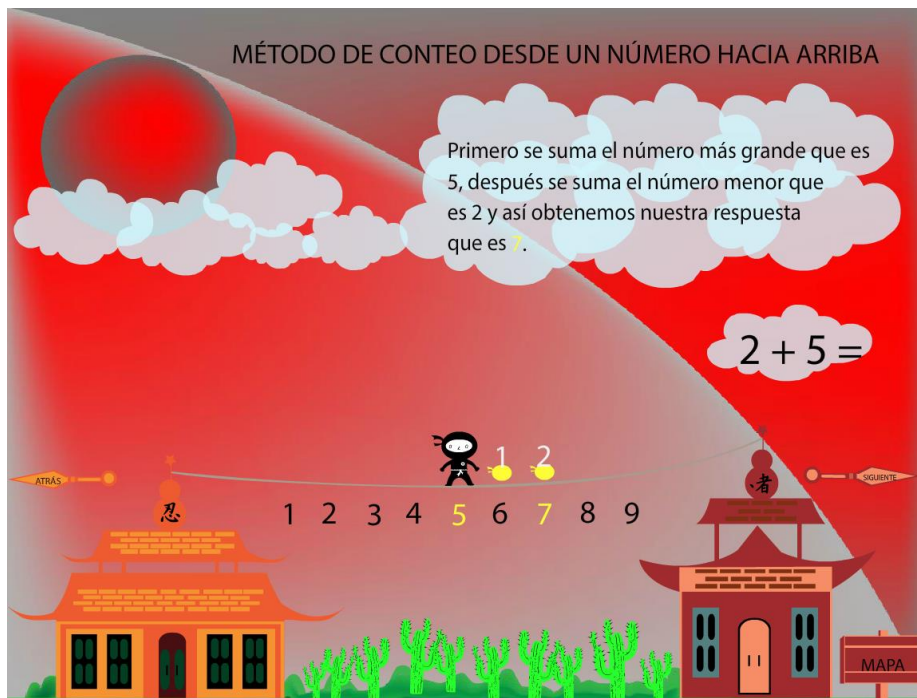 MÉTODO DE CONTEO DESDE UN NÚMERO HACIA ARRIBA
Primero se suma el número más grande que es
5, después se suma el número menor que
es 2 y así obtenemos nuestra respuesta
que es 7.
2 + 5 =
1 2
ATRÁS
SIGUIENTE
忍
者
1 2 3 4 5 6 7 8 9
MAPA